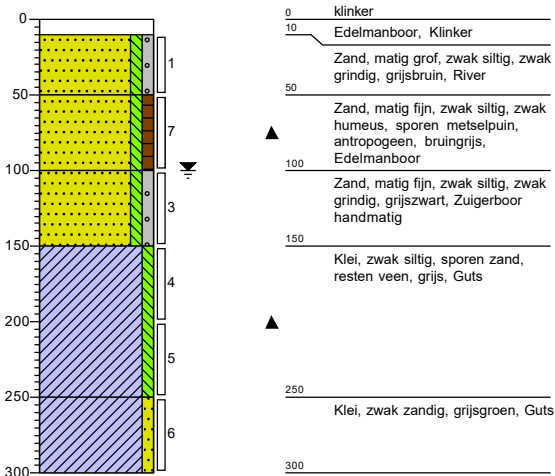 0
50
100
150
200
250
300
1
7
3
4
5
6
0
klinker
10
Edelmanboor, Klinker
Zand, matig grof, zwak siltig, zwak
grindig, grijsbruin, River
50
Zand, matig fijn, zwak siltig, zwak
humeus, sporen metselpuin,
antropogeen, bruingrijs,
Edelmanboor
100
Zand, matig fijn, zwak siltig, zwak
grindig, grijszwart, Zuigerboor
handmatig
150
Klei, zwak siltig, sporen zand,
resten veen, grijs, Guts
250
Klei, zwak zandig, grijsgroen, Guts
300